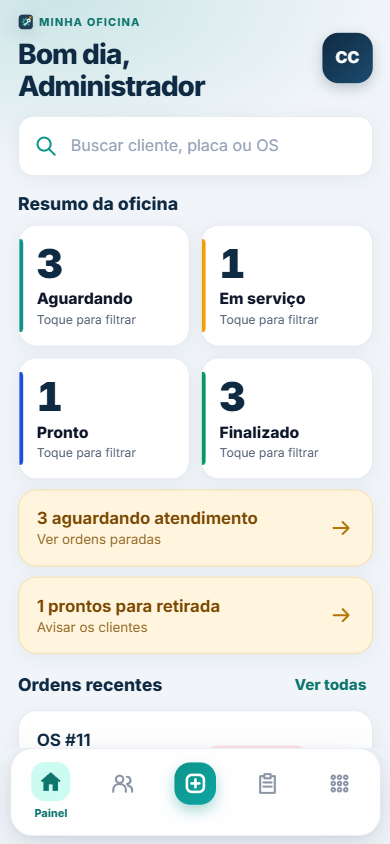 MINHA OFICINA
Bom dia,
Administrador
CC
Buscar cliente, placa ou OS
Resumo da oficina
3
Aguardando
Toque para filtrar
1
Em serviço
Toque para filtrar
1
Pronto
Toque para filtrar
3
Finalizado
Toque para filtrar
3 aguardando atendimento
Ver ordens paradas
1 prontos para retirada
Avisar os clientes
Ordens recentes
Ver todas
OS #11
Painel